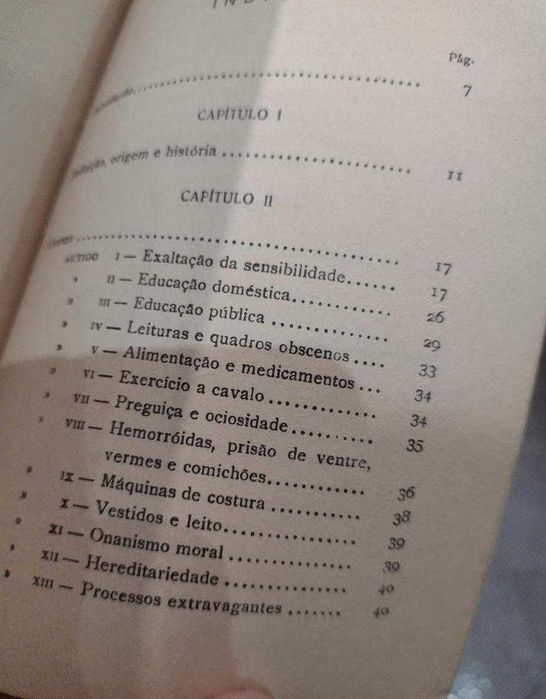 IND
Pág.
........................................ 7
CAPÍTULO I
origem e história ........................ 11
CAPÍTULO II
........................................ 17
ARTIGO I — Exaltação da sensibilidade...... 17
» II — Educação doméstica............ 26
» III — Educação pública .............. 29
» IV — Leituras e quadros obscenos .... 33
» V — Alimentação e medicamentos ... 34
» VI — Exercício a cavalo ............. 34
» VII — Preguiça e ociosidade .......... 35
» VIII — Hemorróidas, prisão de ventre,
vermes e comichões............ 36
» IX — Máquinas de costura .......... 38
» X — Vestidos e leito............... 39
» XI — Onanismo moral .............. 39
» XII — Hereditariedade .............. 40
» XIII — Processos extravagantes ....... 40